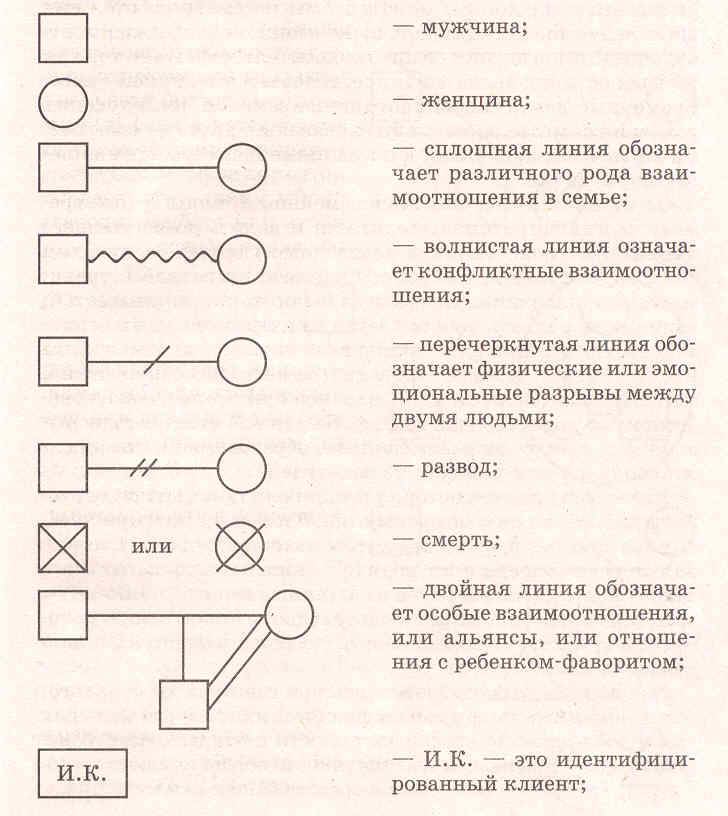 — мужчина;
— женщина;
— сплошная линия обозна-
чает различного рода взаи-
моотношения в семье;
— волнистая линия означа-
ет конфликтные взаимоотно-
шения;
— перечеркнутая линия обо-
значает физические или эмо-
циональные разрывы между
двумя людьми;
— развод;
или
— смерть;
— двойная линия обознача-
ет особые взаимоотношения,
или альянсы, или отноше-
ния с ребенком-фаворитом;
И.К.
— И.К. — это идентифици-
рованный клиент;